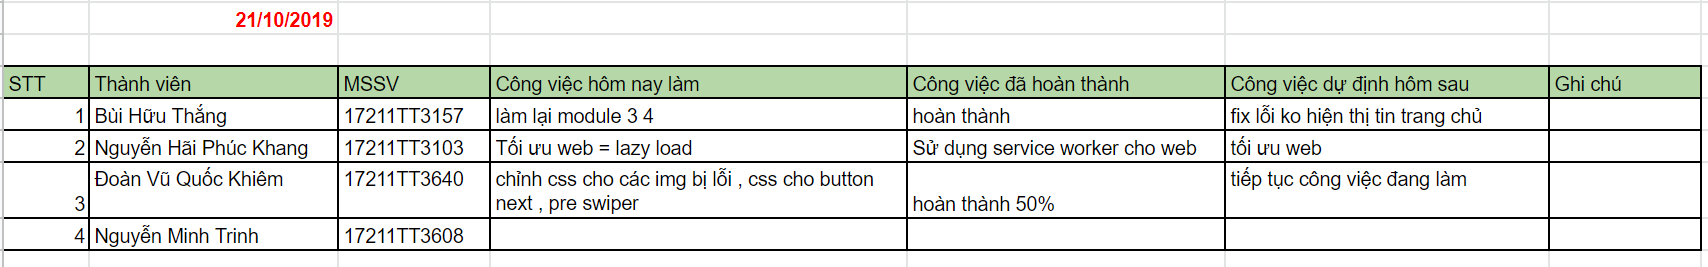 21/10/2019
STT Thành viên MSSV Công việc hôm nay làm Công việc đã hoàn thành Công việc dự định hôm sau Ghi chú
1 Bùi Hữu Thắng 17211TT3157 làm lại module 3 4 hoàn thành fix lỗi ko hiện thị tin trang chủ
2 Nguyễn Hãi Phúc Khang 17211TT3103 Tối ưu web = lazy load Sử dụng service worker cho web tối ưu web
Đoàn Vũ Quốc Khiêm 17211TT3640 chỉnh css cho các img bị lỗi , css cho button tiếp tục công việc đang làm
3 next , pre swiper hoàn thành 50%
4 Nguyễn Minh Trinh 17211TT3608